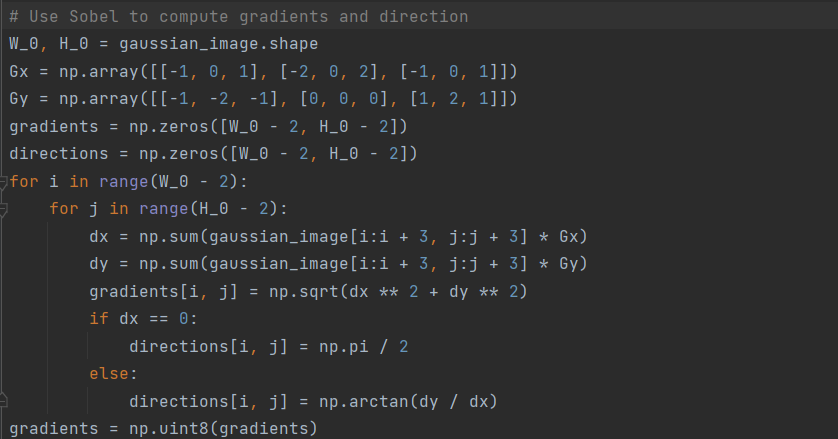 # Use Sobel to compute gradients and direction
W_0, H_0 = gaussian_image.shape
Gx = np.array([[-1, 0, 1], [-2, 0, 2], [-1, 0, 1]])
Gy = np.array([[-1, -2, -1], [0, 0, 0], [1, 2, 1]])
gradients = np.zeros([W_0 - 2, H_0 - 2])
directions = np.zeros([W_0 - 2, H_0 - 2])
for i in range(W_0 - 2):
    for j in range(H_0 - 2):
        dx = np.sum(gaussian_image[i:i + 3, j:j + 3] * Gx)
        dy = np.sum(gaussian_image[i:i + 3, j:j + 3] * Gy)
        gradients[i, j] = np.sqrt(dx ** 2 + dy ** 2)
        if dx == 0:
            directions[i, j] = np.pi / 2
        else:
            directions[i, j] = np.arctan(dy / dx)
gradients = np.uint8(gradients)